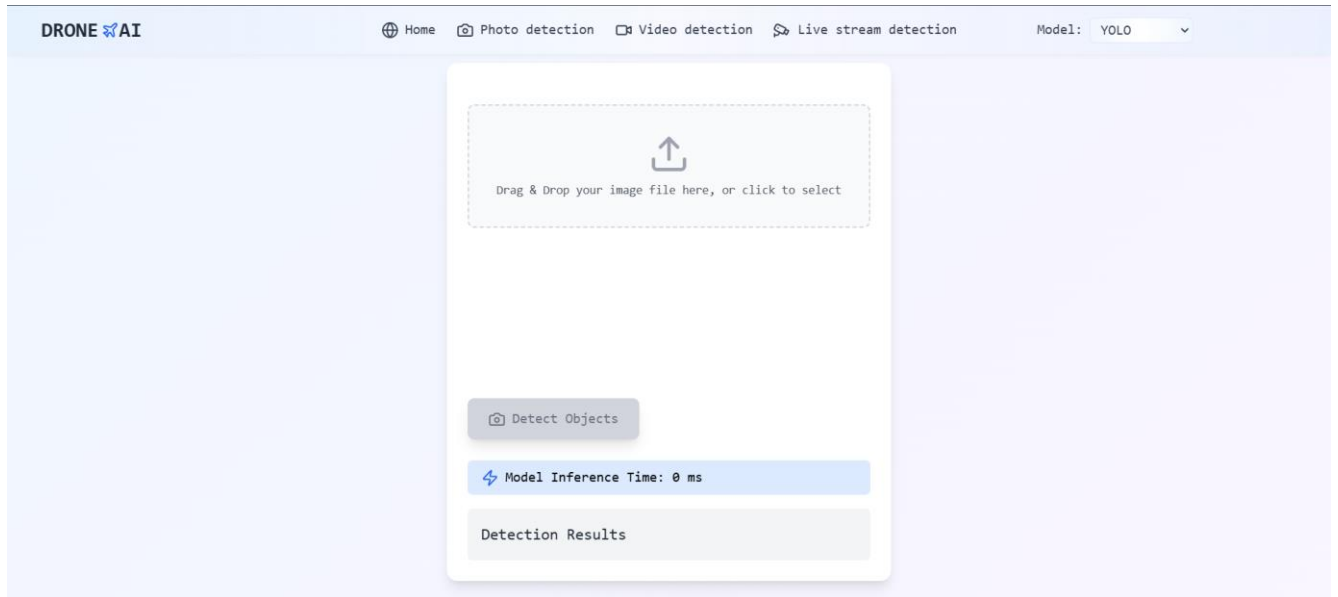 DRONE AI
Home Photo detection Video detection Live stream detection Model: YOLO
Drag & Drop your image file here, or click to select
Detect Objects
Model Inference Time: 0 ms
Detection Results